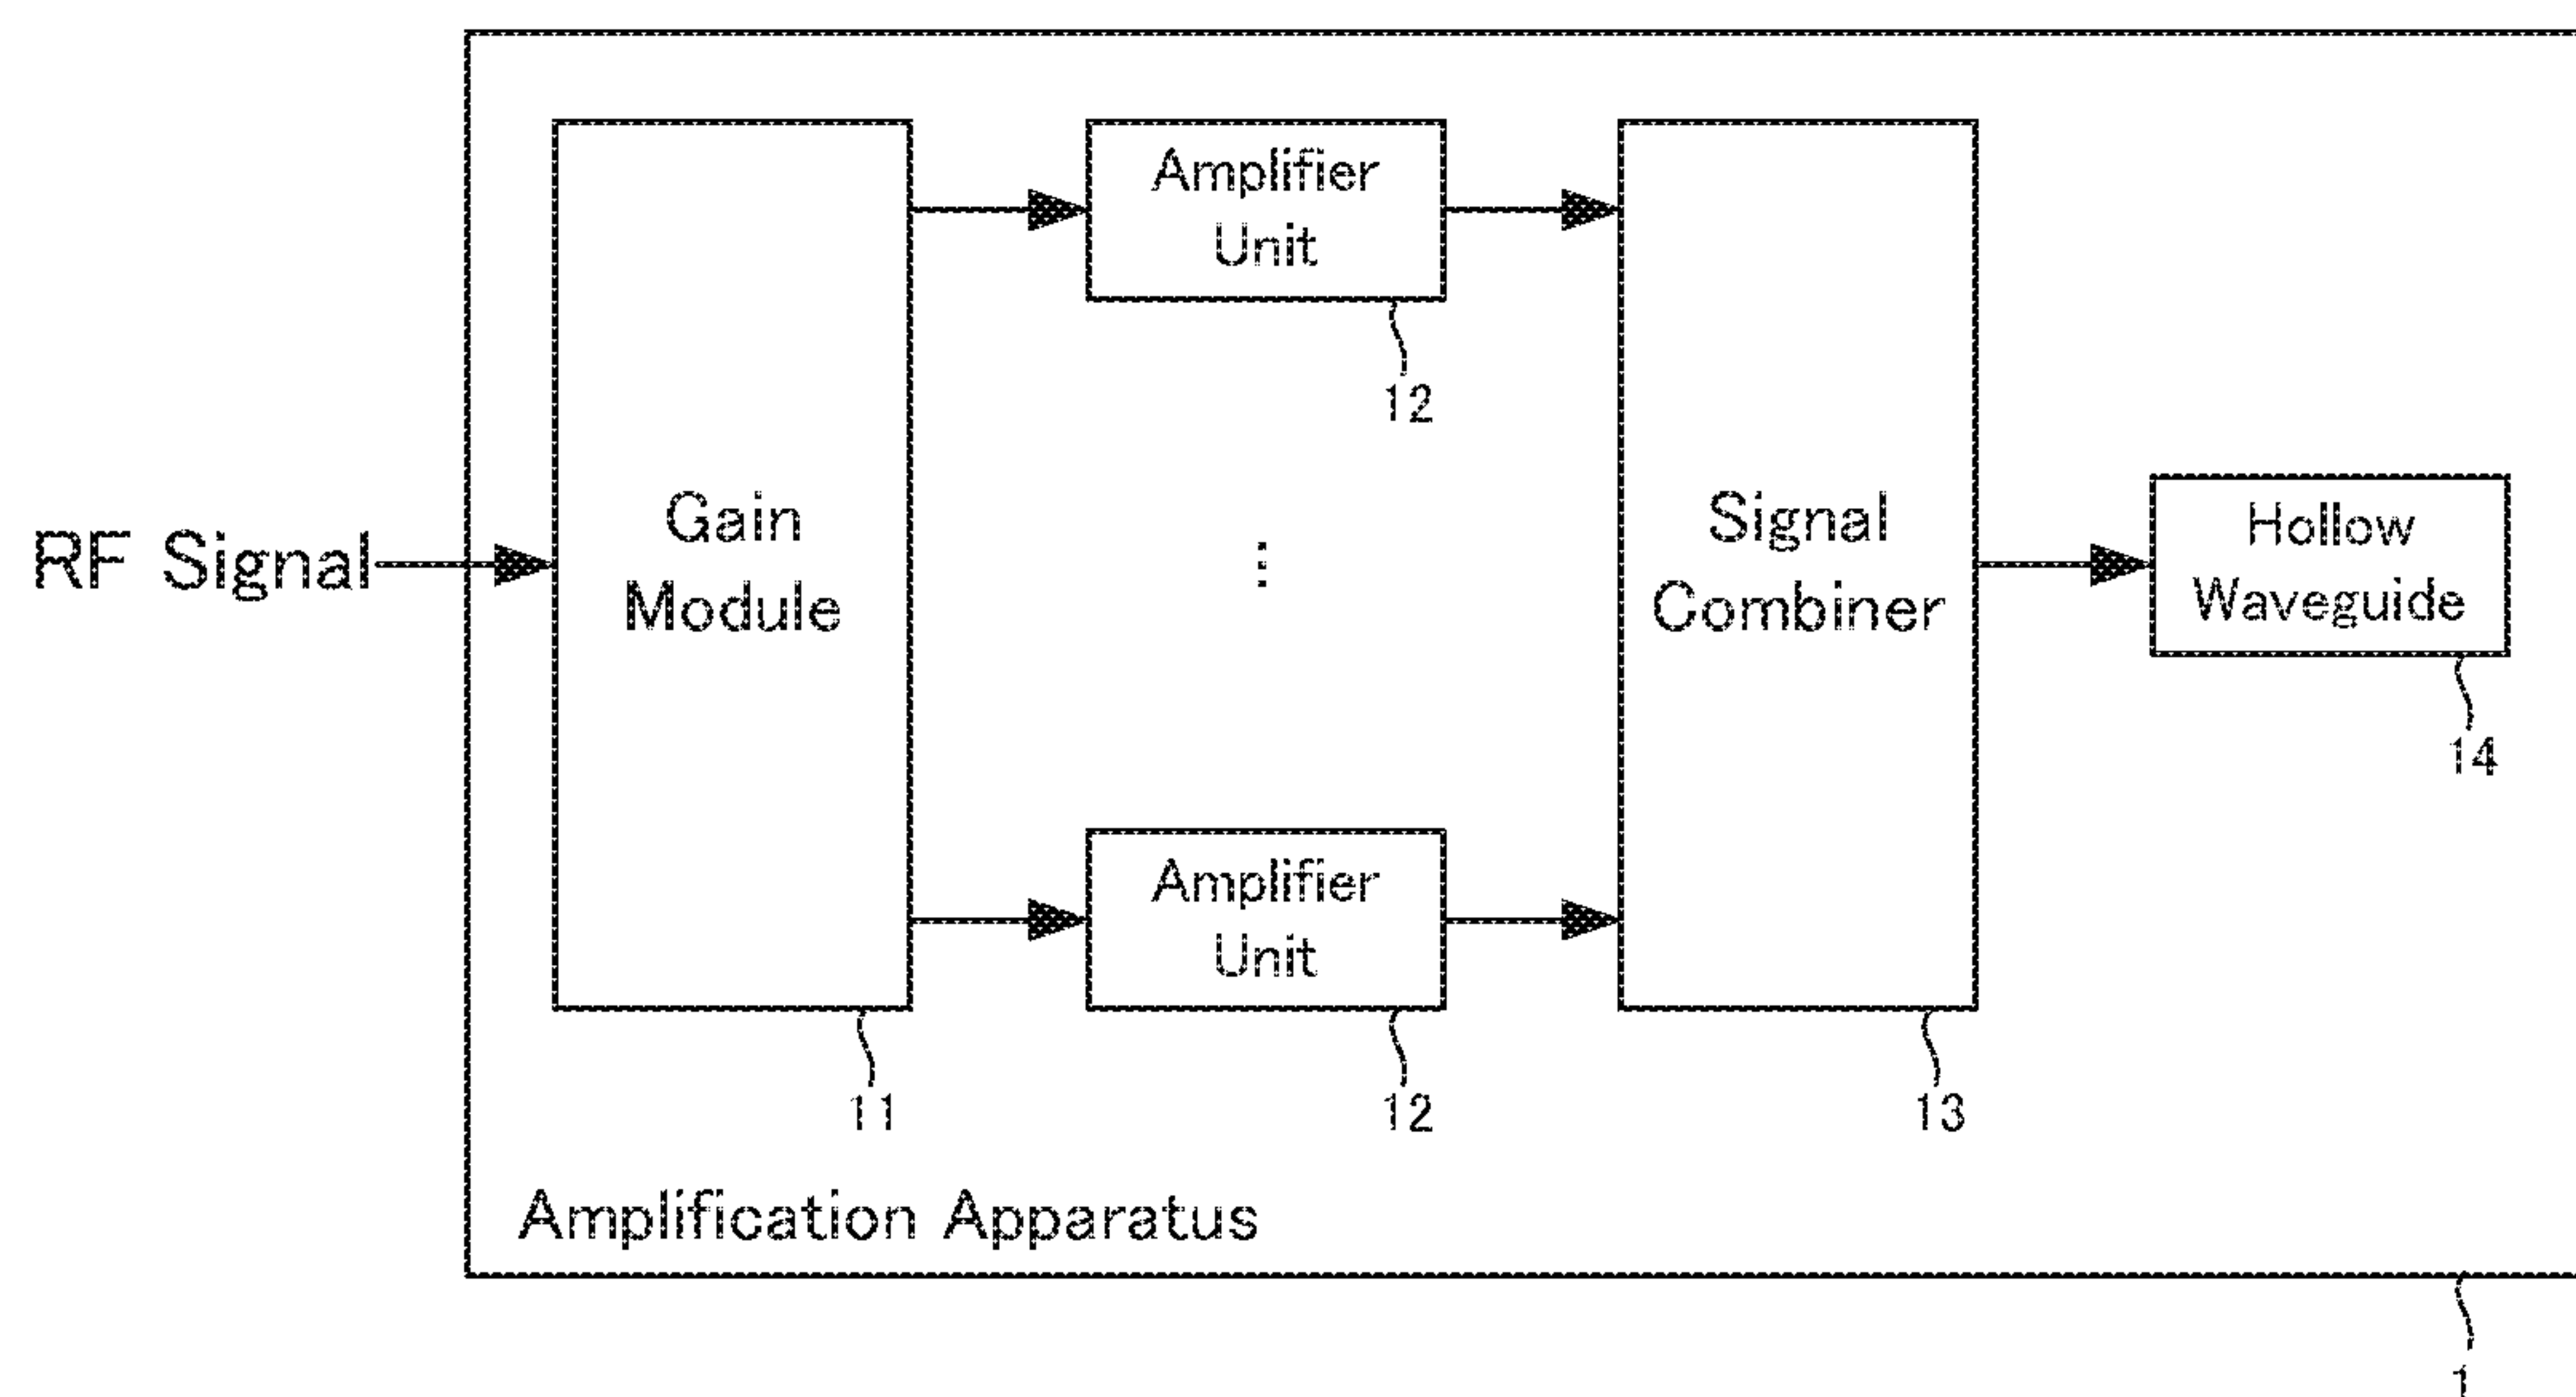 RF Signal
Gain
Module
11
Amplifier
Unit
12
⋮
Amplifier
Unit
12
Signal
Combiner
13
Hollow
Waveguide
14
Amplification Apparatus
1